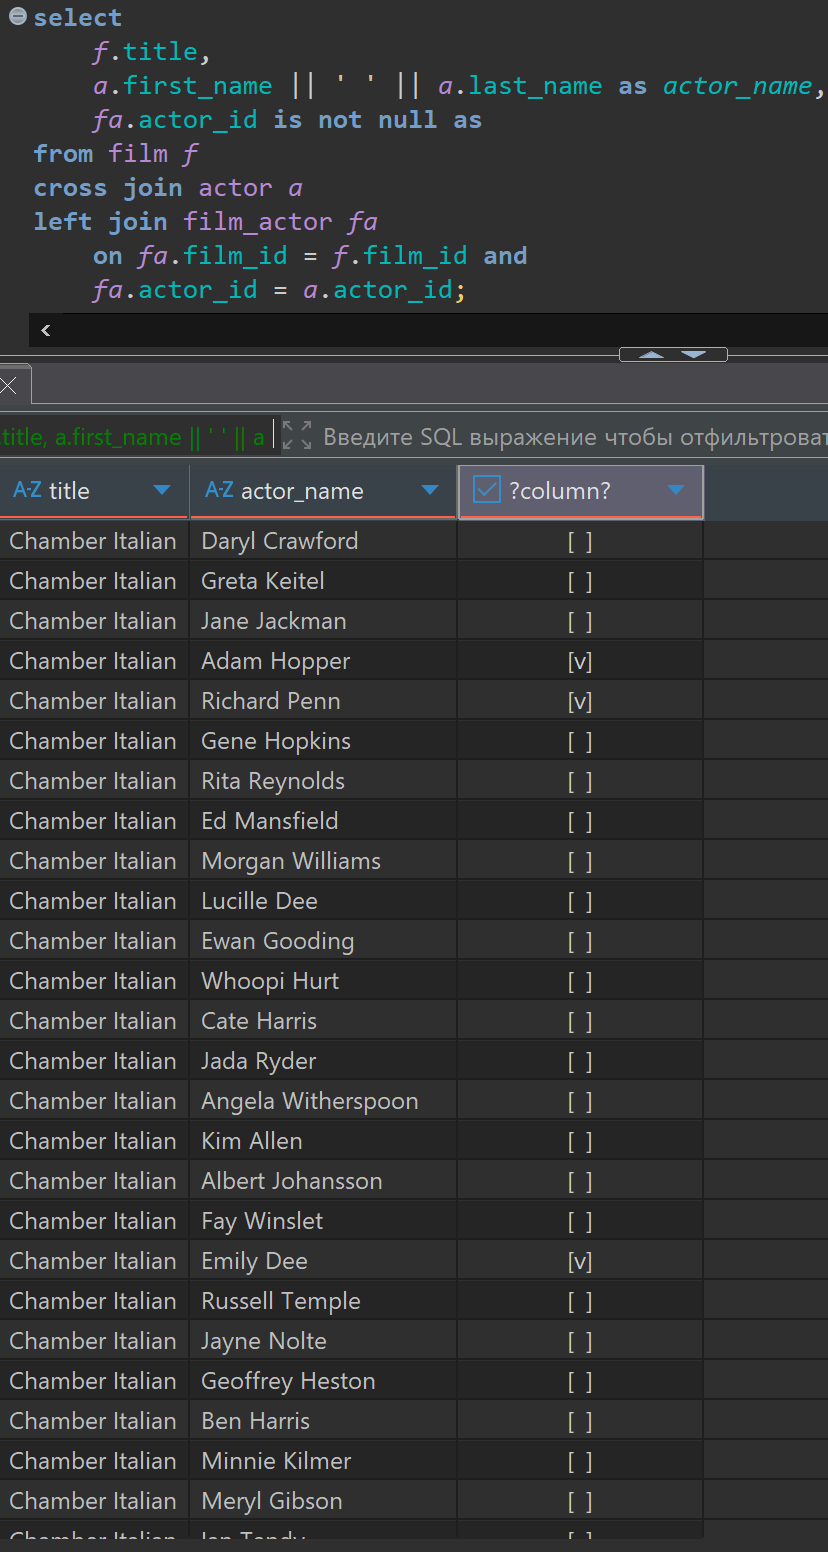 select
f.title,
a.first_name || ' ' || a.last_name as actor_name,
fa.actor_id is not null as
from film f
cross join actor a
left join film_actor fa
on fa.film_id = f.film_id and
fa.actor_id = a.actor_id;
title, a.first_name || ' ' || a Введите SQL выражение чтобы отфильтроват
A-Z title A-Z actor_name ?column?
Chamber Italian Daryl Crawford [ ]
Chamber Italian Greta Keitel [ ]
Chamber Italian Jane Jackman [ ]
Chamber Italian Adam Hopper [v]
Chamber Italian Richard Penn [v]
Chamber Italian Gene Hopkins [ ]
Chamber Italian Rita Reynolds [ ]
Chamber Italian Ed Mansfield [ ]
Chamber Italian Morgan Williams [ ]
Chamber Italian Lucille Dee [ ]
Chamber Italian Ewan Gooding [ ]
Chamber Italian Whoopi Hurt [ ]
Chamber Italian Cate Harris [ ]
Chamber Italian Jada Ryder [ ]
Chamber Italian Angela Witherspoon [ ]
Chamber Italian Kim Allen [ ]
Chamber Italian Albert Johansson [ ]
Chamber Italian Fay Winslet [ ]
Chamber Italian Emily Dee [v]
Chamber Italian Russell Temple [ ]
Chamber Italian Jayne Nolte [ ]
Chamber Italian Geoffrey Heston [ ]
Chamber Italian Ben Harris [ ]
Chamber Italian Minnie Kilmer [ ]
Chamber Italian Meryl Gibson [ ]
Chamber Italian